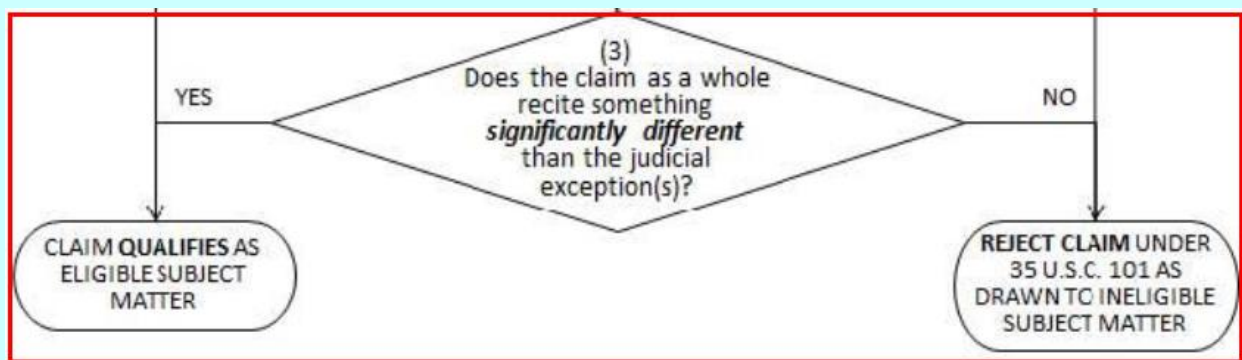 (3)
Does the claim as a whole
recite something
significantly different
than the judicial
exception(s)?
YES
NO
CLAIM QUALIFIES AS
ELIGIBLE SUBJECT
MATTER
REJECT CLAIM UNDER
35 U.S.C. 101 AS
DRAWN TO INELIGIBLE
SUBJECT MATTER